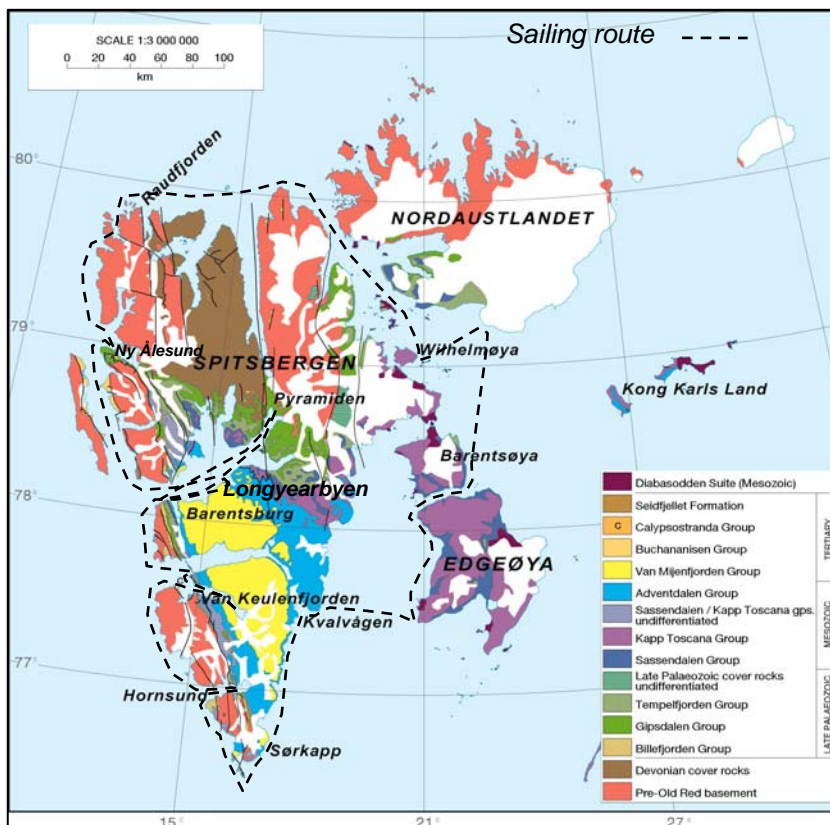 SCALE 1:3 000 000
0 20 40 60 80 100
km
Sailing route
80°
79°
78°
77°
Raudfjorden
NORDAUSTLANDET
Ny Ålesund
SPITSBERGEN
Wilhelmøya
Kong Karls Land
Pyramiden
Barentsøya
Longyearbyen
Barentsburg
EDGEØYA
Van Keulenfjorden
Kvalvågen
Hornsund
Sørkapp
15°
21°
27°
Diabasodden Suite (Mesozoic)
Seidfjellet Formation
C Calypsostranda Group
Buchananisen Group
Van Mijenfjorden Group
Adventdalen Group
Sassendalen / Kapp Toscana gps. undifferentiated
Kapp Toscana Group
Sassendalen Group
Late Palaeozoic cover rocks undifferentiated
Tempelfjorden Group
Gipsdalen Group
Billefjorden Group
Devonian cover rocks
Pre-Old Red basement
TERTIARY
MESOZOIC
LATE PALAEOZOIC